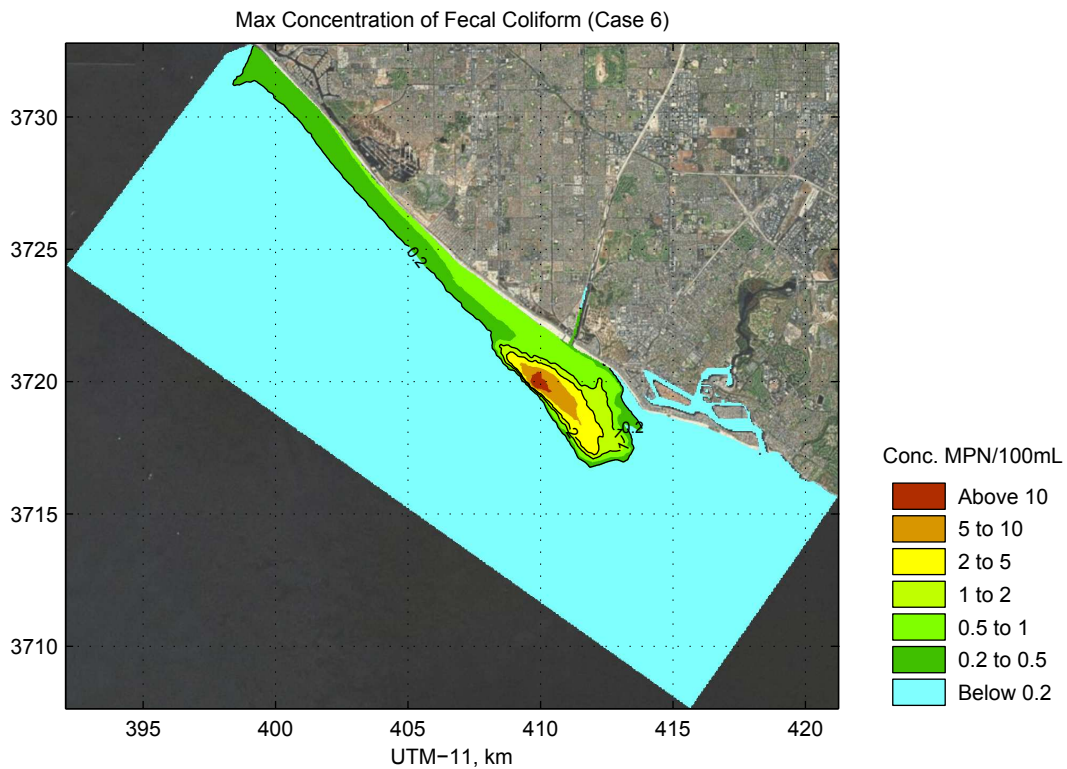 Max Concentration of Fecal Coliform (Case 6)
3730
3725
3720
3715
3710
0.2
0.2
2
395
400
405
410
415
420
UTM−11, km
Conc. MPN/100mL
Above 10
5 to 10
2 to 5
1 to 2
0.5 to 1
0.2 to 0.5
Below 0.2